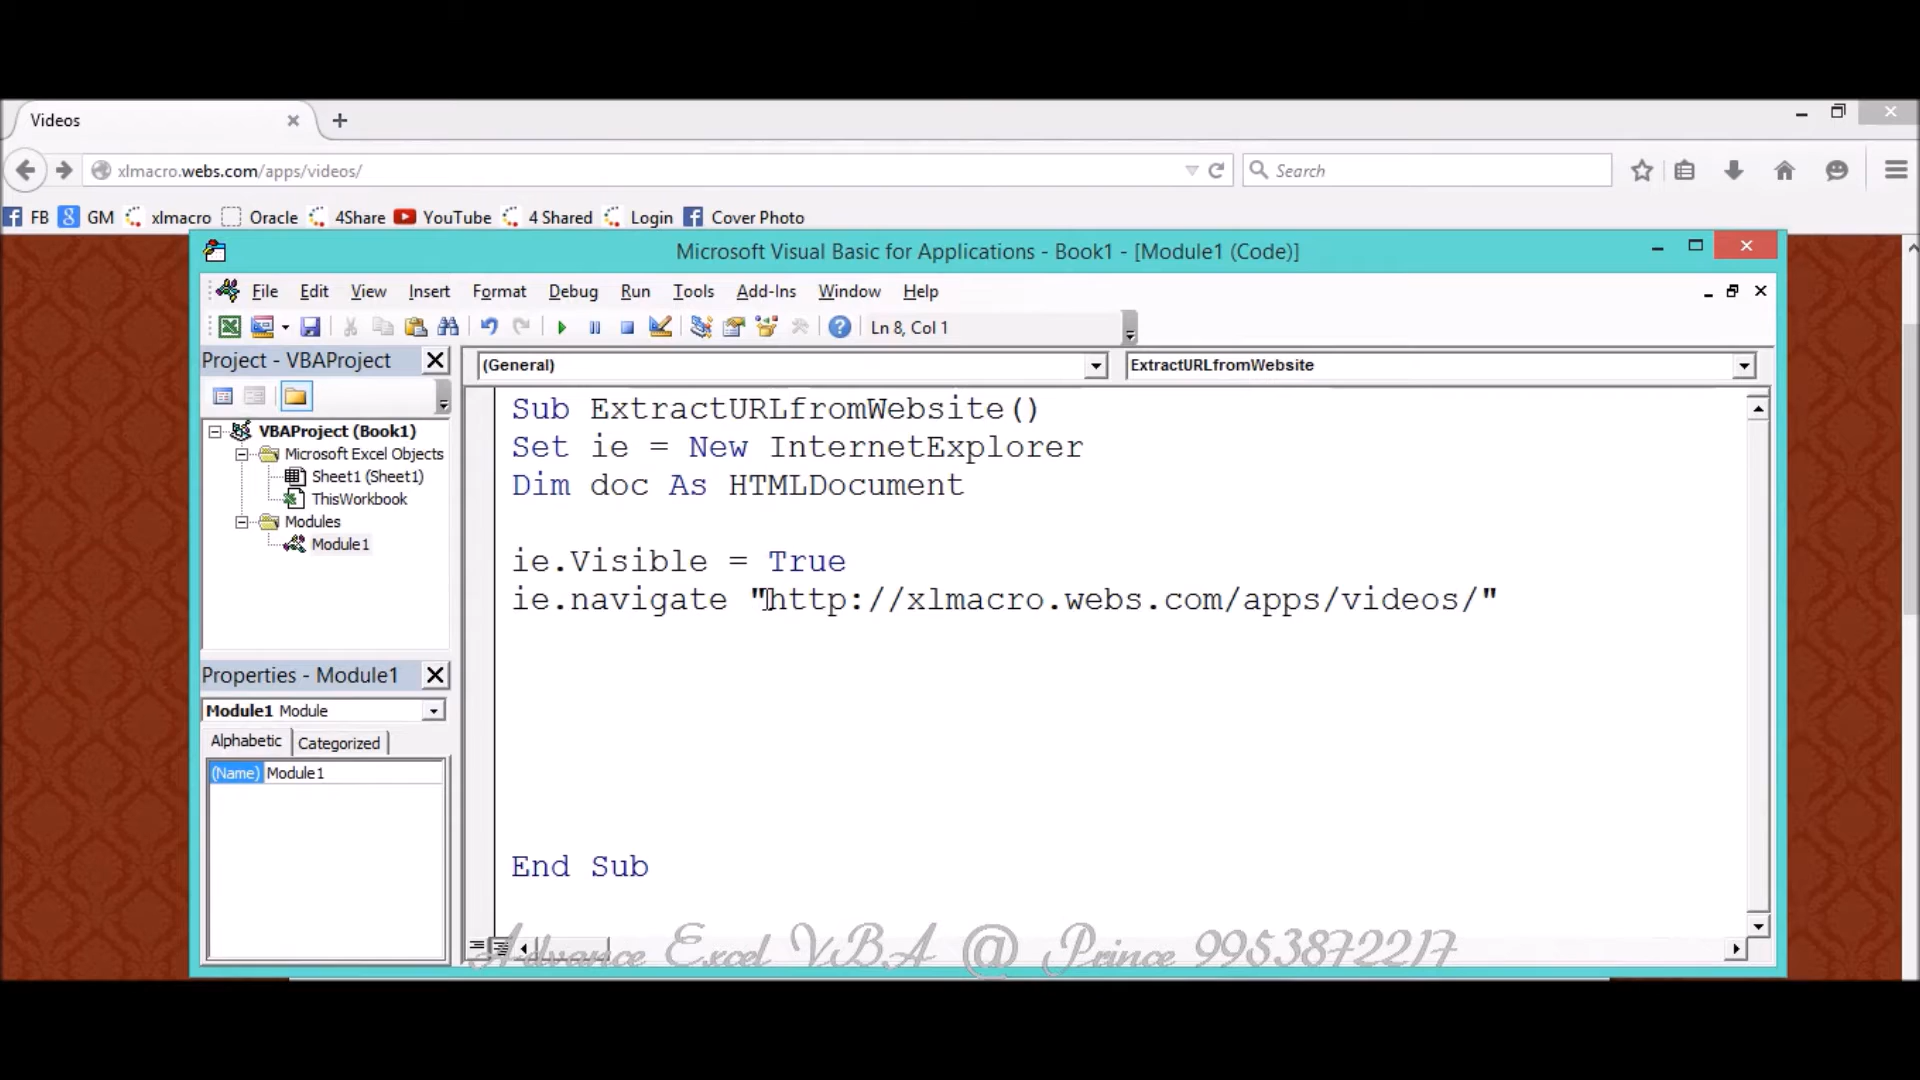 Videos
xlmacro.webs.com/apps/videos/
Search
FB GM xlmacro Oracle 4Share YouTube 4 Shared Login Cover Photo
Microsoft Visual Basic for Applications - Book1 - [Module1 (Code)]
File Edit View Insert Format Debug Run Tools Add-Ins Window Help
Ln 8, Col 1
Project - VBAProject
(General)
ExtractURLfromWebsite
VBAProject (Book1)
Microsoft Excel Objects
Sheet1 (Sheet1)
ThisWorkbook
Modules
Module1
Properties - Module1
Module1 Module
Alphabetic Categorized
(Name) Module1
Sub ExtractURLfromWebsite()
Set ie = New InternetExplorer
Dim doc As HTMLDocument
ie.Visible = True
ie.navigate "http://xlmacro.webs.com/apps/videos/"
End Sub
Advance Excel VBA @ Prince 9953872217